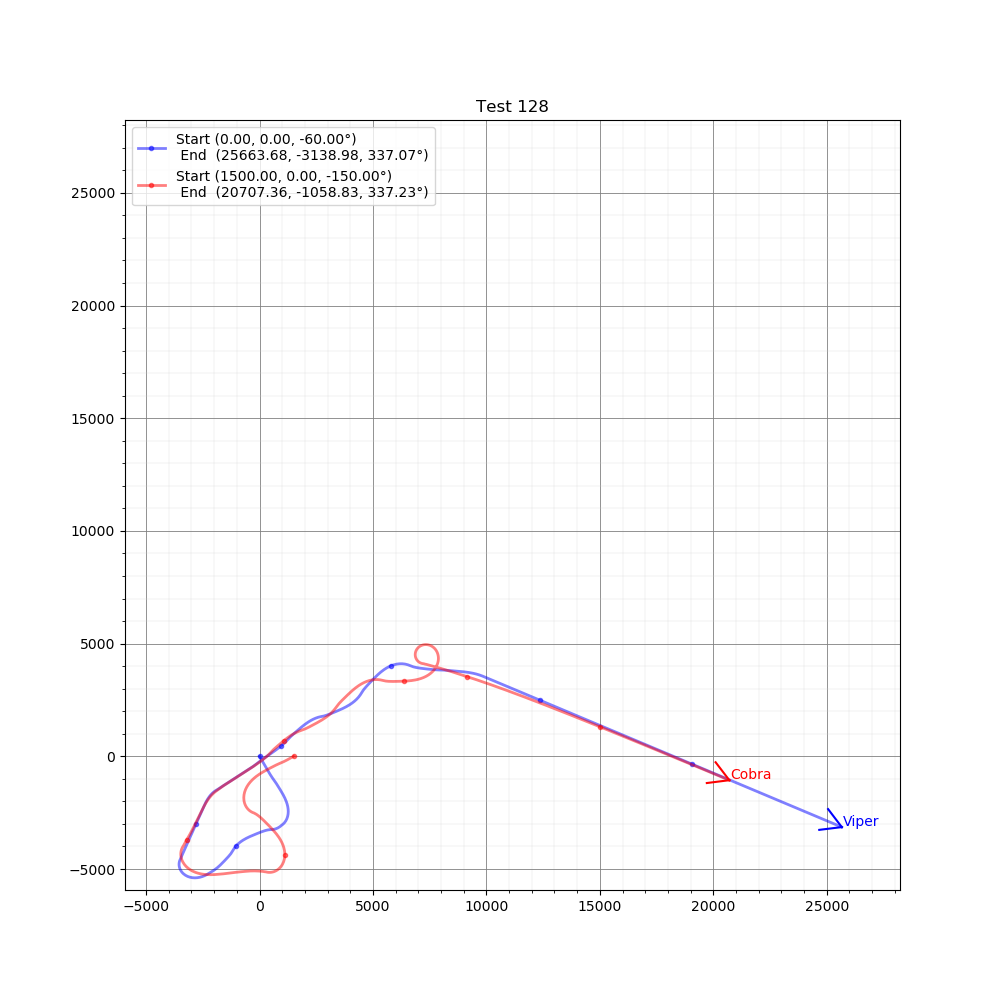 Test 128
Start (0.00, 0.00, -60.00°)
End (25663.68, -3138.98, 337.07°)
Start (1500.00, 0.00, -150.00°)
End (20707.36, -1058.83, 337.23°)
25000
20000
15000
10000
5000
0
−5000
Cobra
Viper
−5000
0
5000
10000
15000
20000
25000